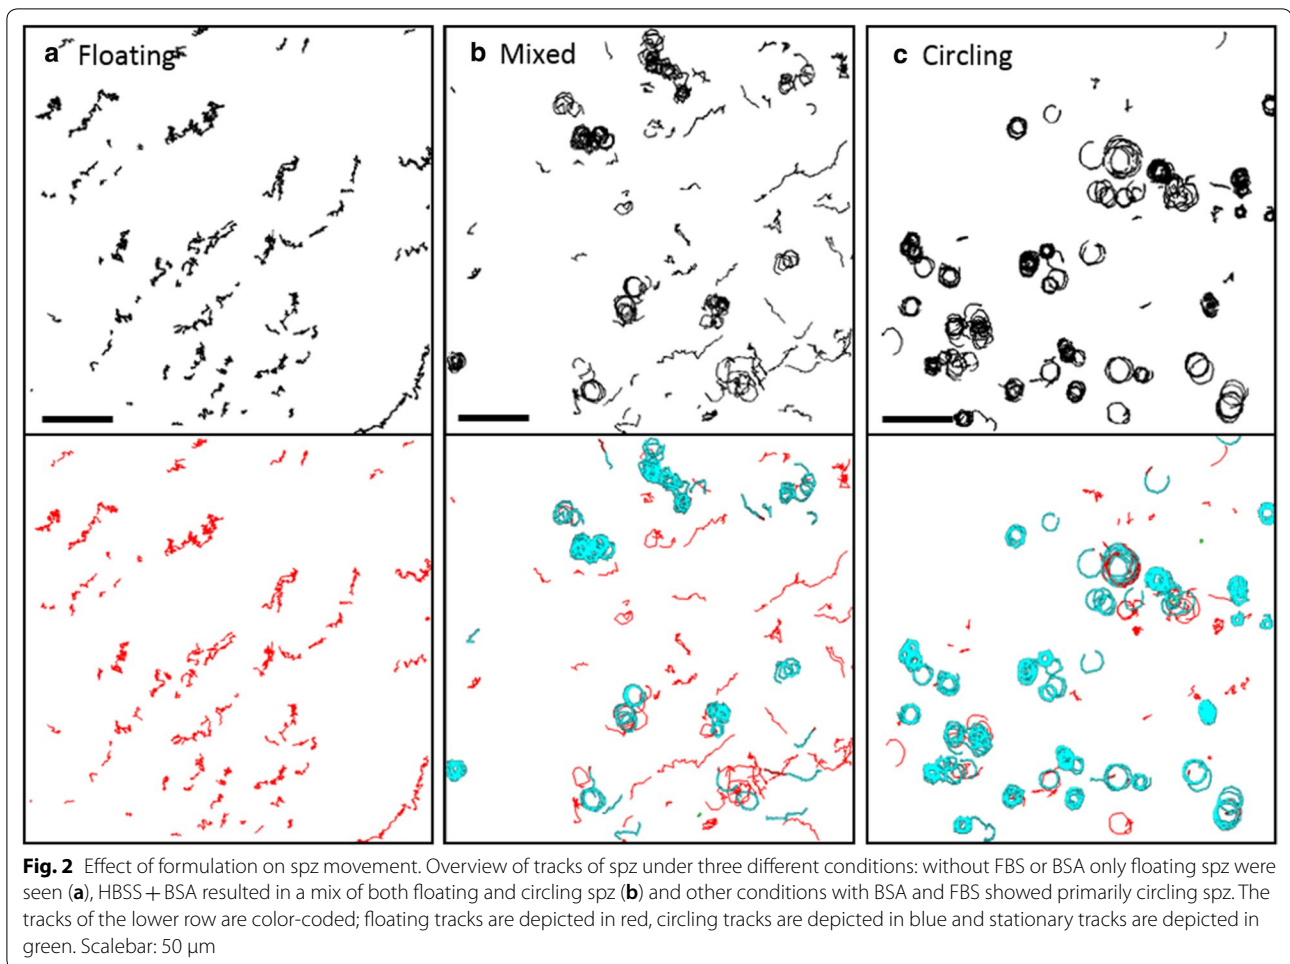 a Floating
b Mixed
c Circling
Fig. 2 Effect of formulation on spz movement. Overview of tracks of spz under three different conditions: without FBS or BSA only floating spz were
seen (a), HBSS + BSA resulted in a mix of both floating and circling spz (b) and other conditions with BSA and FBS showed primarily circling spz. The
tracks of the lower row are color-coded; floating tracks are depicted in red, circling tracks are depicted in blue and stationary tracks are depicted in
green. Scalebar: 50 µm